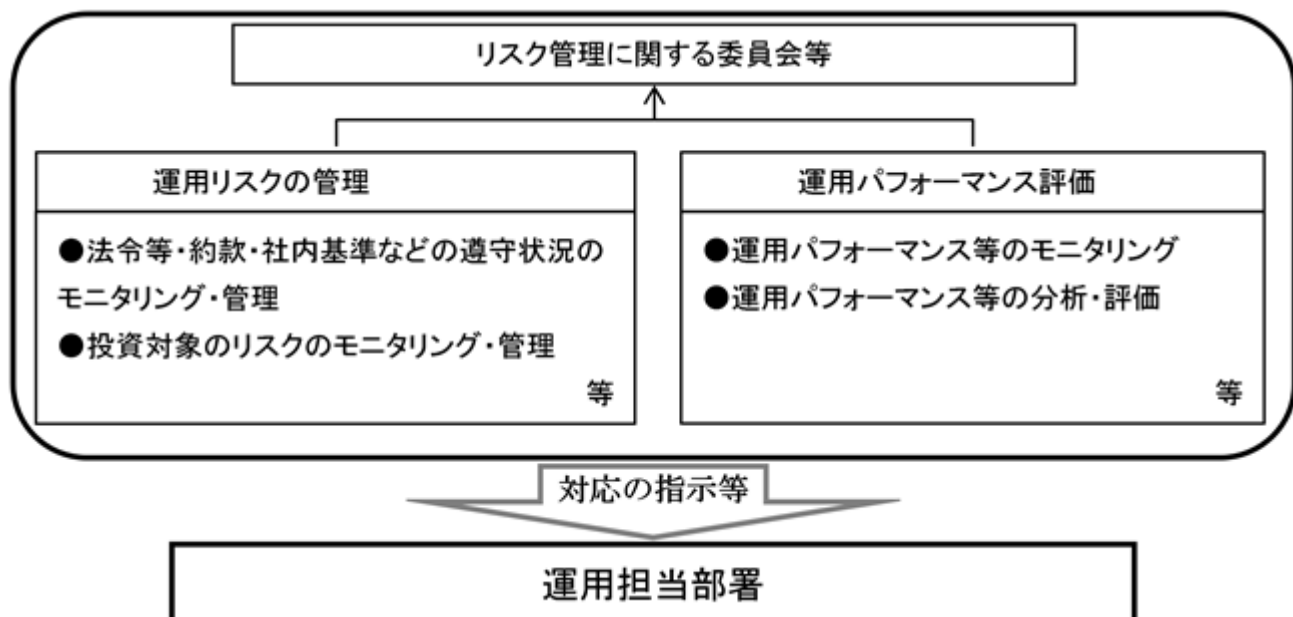 リスク管理に関する委員会等
運用リスクの管理
●法令等・約款・社内基準などの遵守状況の
モニタリング・管理
●投資対象のリスクのモニタリング・管理
等
運用パフォーマンス評価
●運用パフォーマンス等のモニタリング
●運用パフォーマンス等の分析・評価
等
対応の指示等
運用担当部署